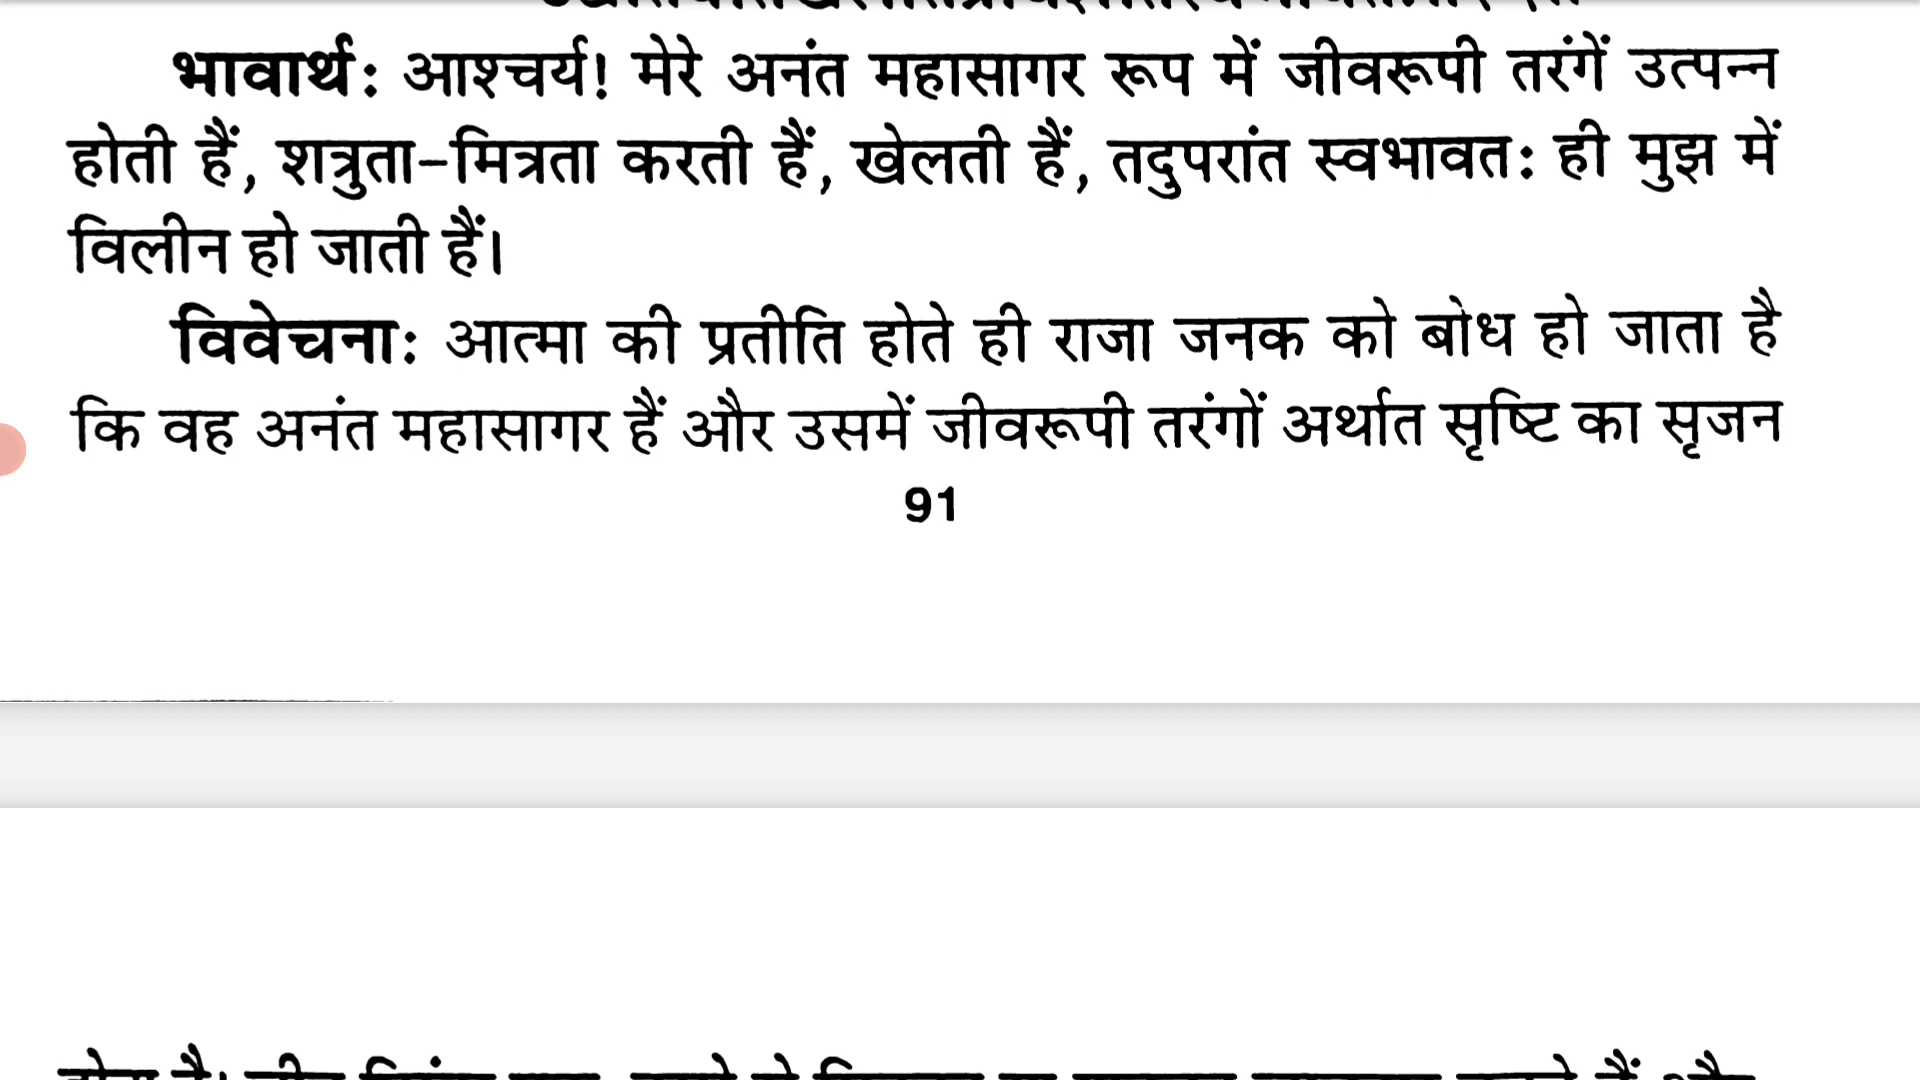 भावार्थ: आश्चर्य! मेरे अनंत महासागर रूप में जीवरूपी तरंगें उत्पन्न
होती हैं, शत्रुता-मित्रता करती हैं, खेलती हैं, तदुपरांत स्वभावत: ही मुझ में
विलीन हो जाती हैं।
विवेचना: आत्मा की प्रतीति होते ही राजा जनक को बोध हो जाता है
कि वह अनंत महासागर हैं और उसमें जीवरूपी तरंगों अर्थात सृष्टि का सृजन
91